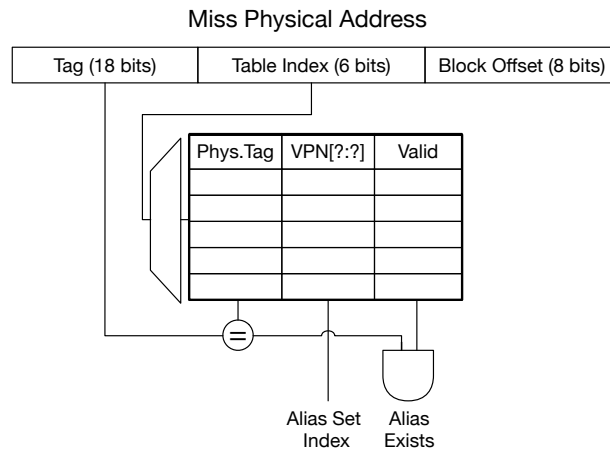 Miss Physical Address
Tag (18 bits) Table Index (6 bits) Block Offset (8 bits)
Phys.Tag VPN[?:?] Valid
=
Alias Set Index
Alias Exists